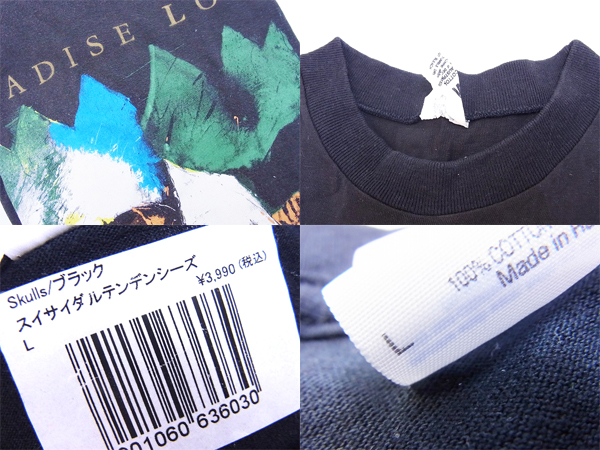 ADISE LO
100% COTTON
Made in
L
Skulls/ブラック
スイサイダルテンデンシーズ
¥3,990(税込)
L
001060 636030